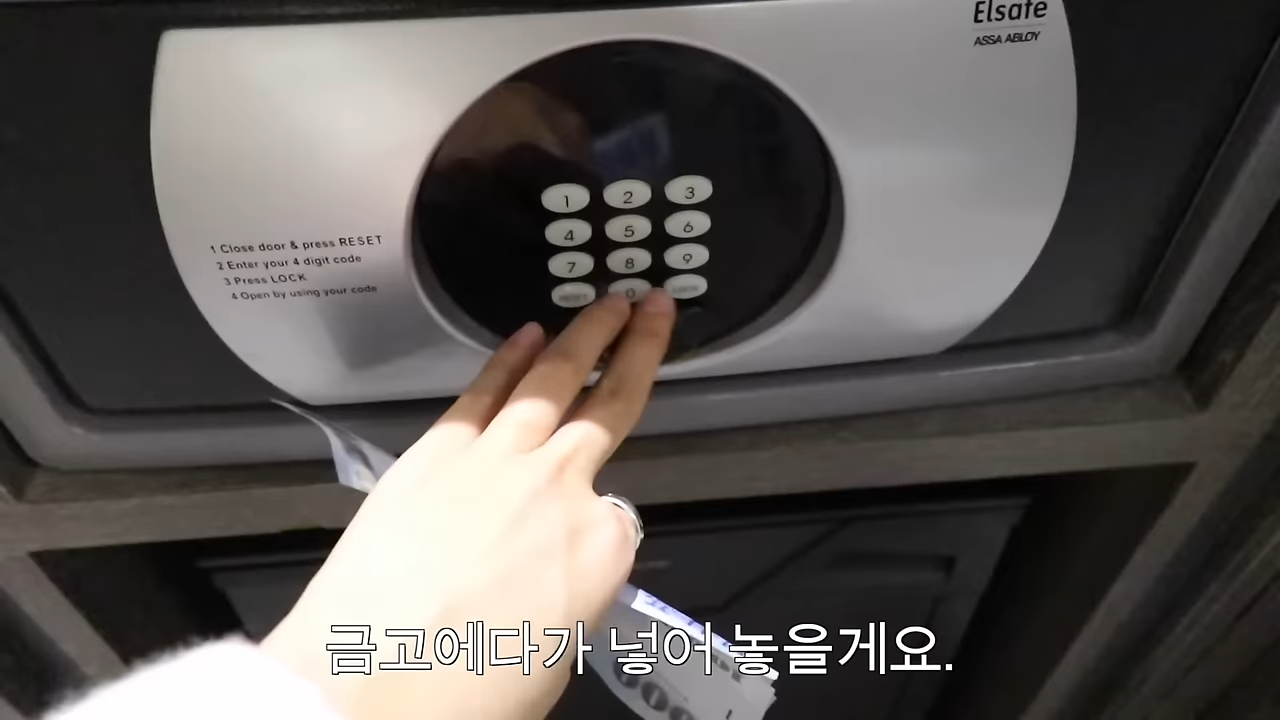 Elsafe
ASSA ABLOY
1 2 3
4 5 6
7 8 9
RESET 0 LOCK
1 Close door & press RESET
2 Enter your 4 digit code
3 Press LOCK
4 Open by using your code
금고에다가 넣어 놓을게요.